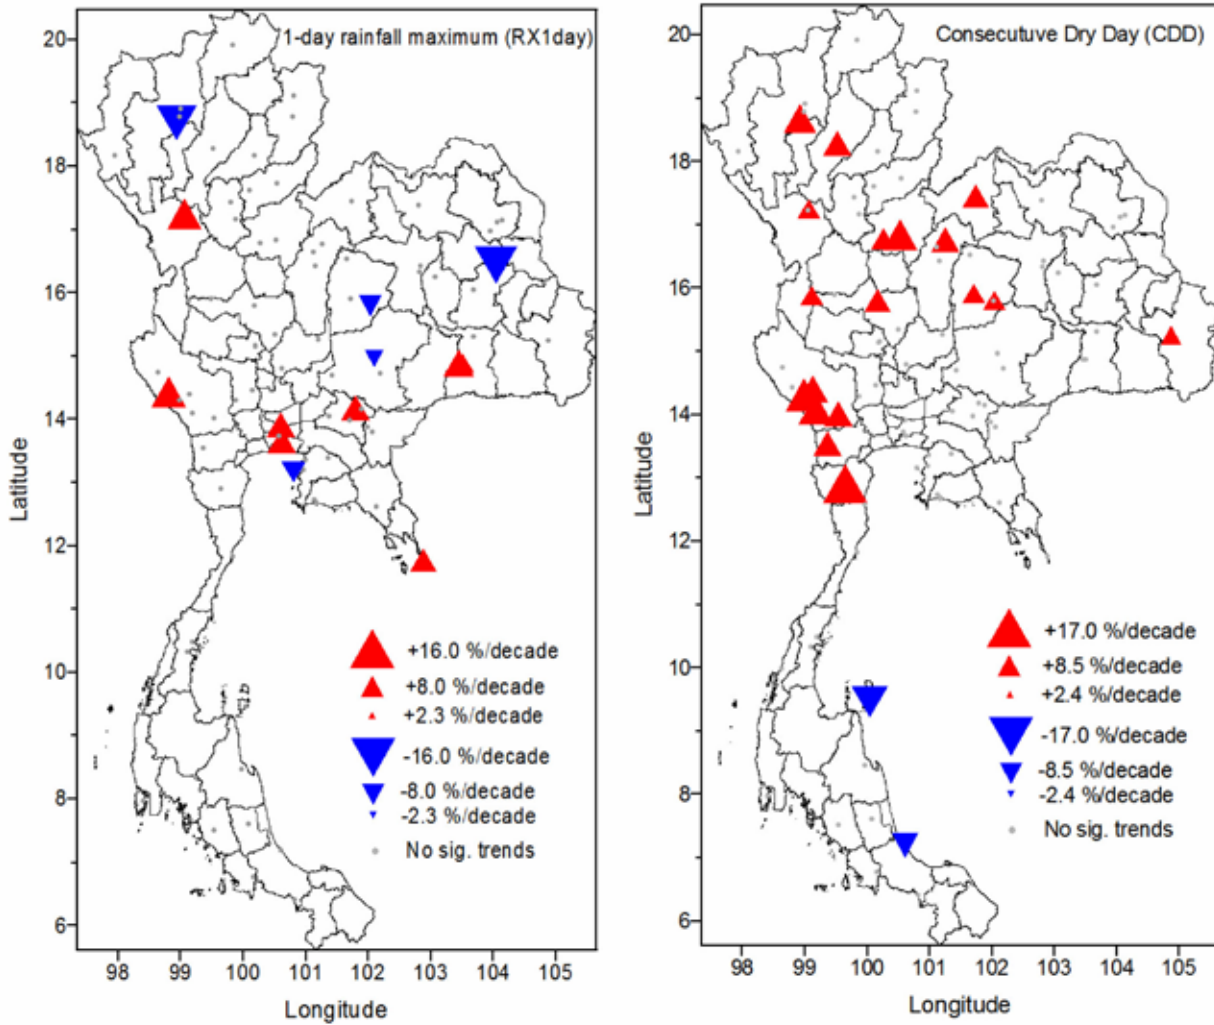 1-day rainfall maximum (RX1day)
20
18
16
14
12
10
8
6
Latitude
+16.0 %/decade
+8.0 %/decade
+2.3 %/decade
-16.0 %/decade
-8.0 %/decade
-2.3 %/decade
No sig. trends
98 99 100 101 102 103 104 105
Longitude
Consecutuve Dry Day (CDD)
20
18
16
14
12
10
8
6
Latitude
+17.0 %/decade
+8.5 %/decade
+2.4 %/decade
-17.0 %/decade
-8.5 %/decade
-2.4 %/decade
No sig. trends
98 99 100 101 102 103 104 105
Longitude